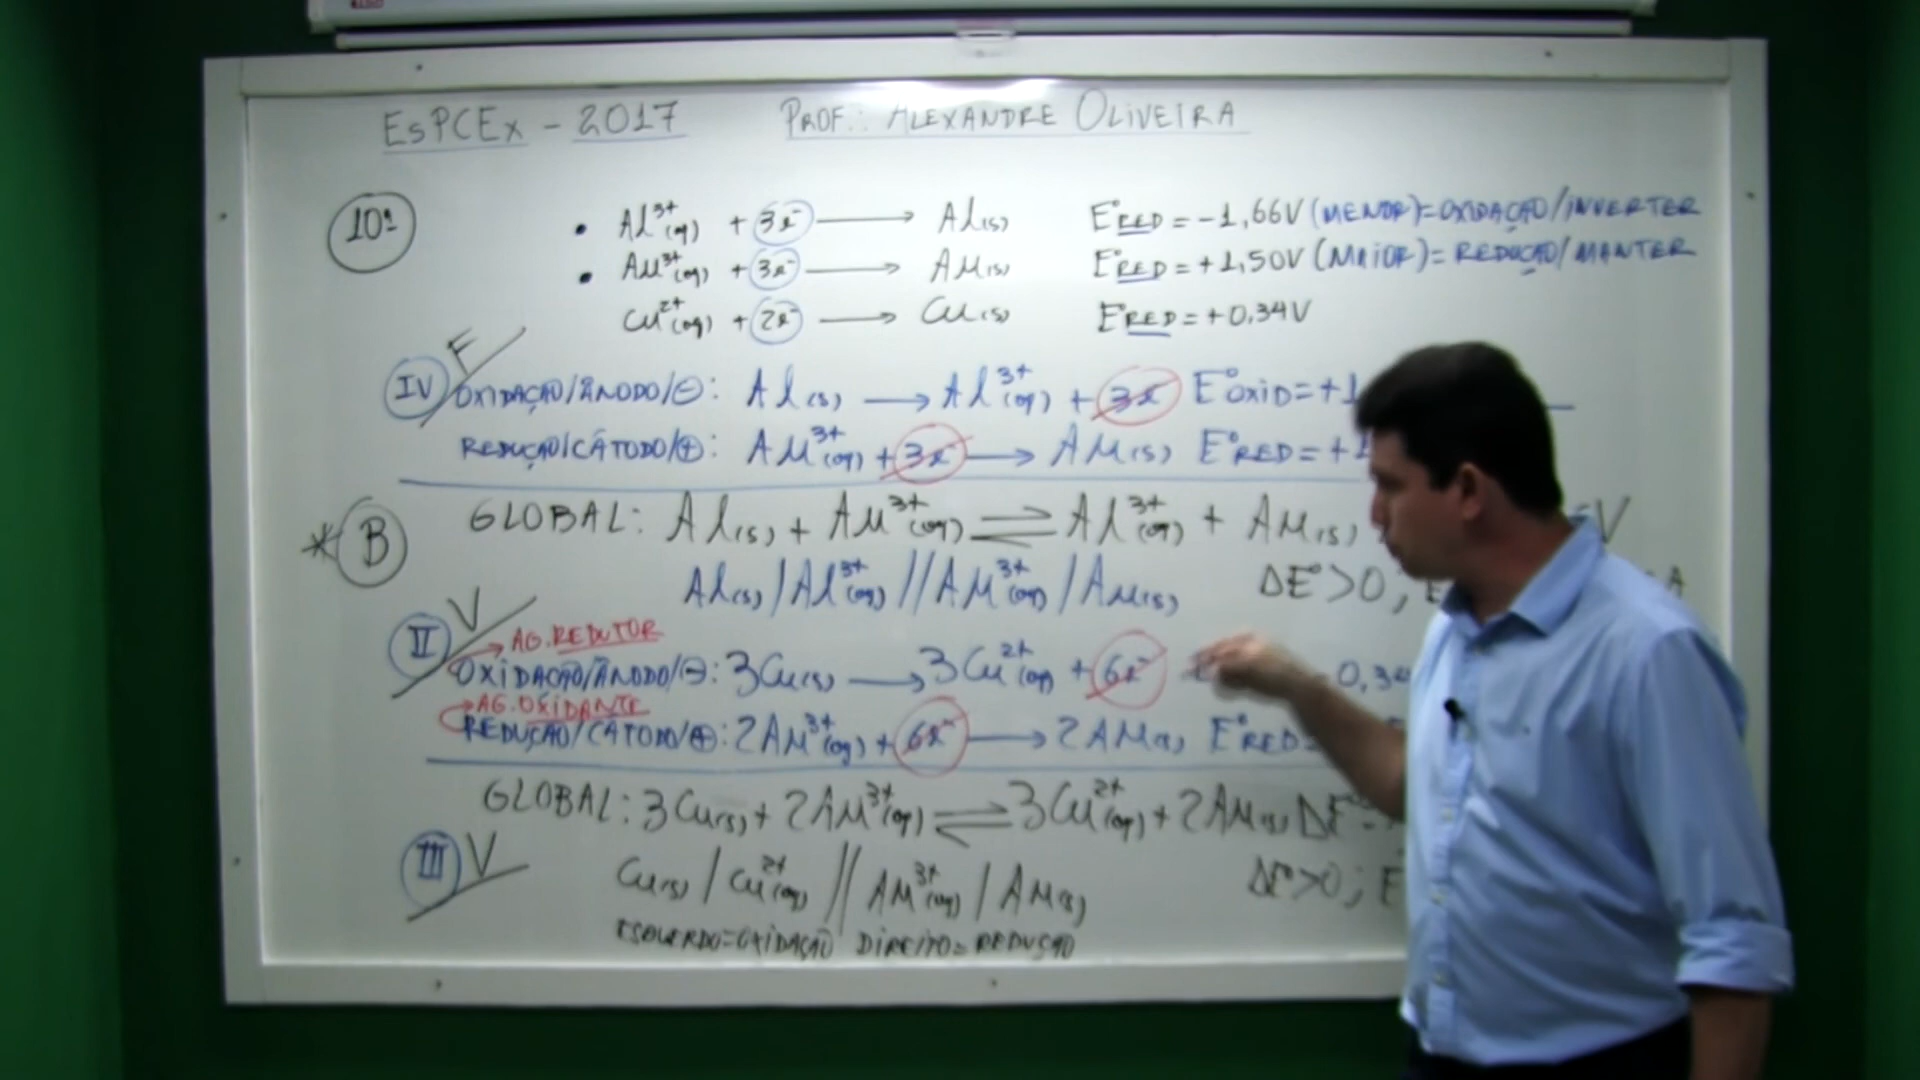 EsPCEx - 2017 PROF.: ALEXANDRE OLIVEIRA
10ª
• Al³⁺(aq) + 3e⁻ → Al(s) E°RED = -1,66V (MENOR) = OXIDAÇÃO/INVERTER
• Au³⁺(aq) + 3e⁻ → Au(s) E°RED = +1,50V (MAIOR) = REDUÇÃO/MANTER
Cu²⁺(aq) + 2e⁻ → Cu(s) E°RED = +0,34V
IV F
OXIDAÇÃO/ÂNODO/⊖: Al(s) → Al³⁺(aq) + 3e⁻ E°OXID = +1
REDUÇÃO/CÁTODO/⊕: Au³⁺(aq) + 3e⁻ → Au(s) E°RED = +1
* B GLOBAL: Al(s) + Au³⁺(aq) ⇌ Al³⁺(aq) + Au(s) V
Al(s) / Al³⁺(aq) // Au³⁺(aq) / Au(s) ΔE°>0; E
II V → AG. REDUTOR
OXIDAÇÃO/ÂNODO/⊖: 3Cu(s) → 3Cu²⁺(aq) + 6e⁻ 0,34
→ AG. OXIDANTE
REDUÇÃO/CÁTODO/⊕: 2Au³⁺(aq) + 6e⁻ → 2Au(s) E°RED =
GLOBAL: 3Cu(s) + 2Au³⁺(aq) ⇌ 3Cu²⁺(aq) + 2Au(s) ΔE° =
III V Cu(s) / Cu²⁺(aq) // Au³⁺(aq) / Au(s) ΔE°>0; E
ESQUERDO=OXIDAÇÃO DIREITO=REDUÇÃO